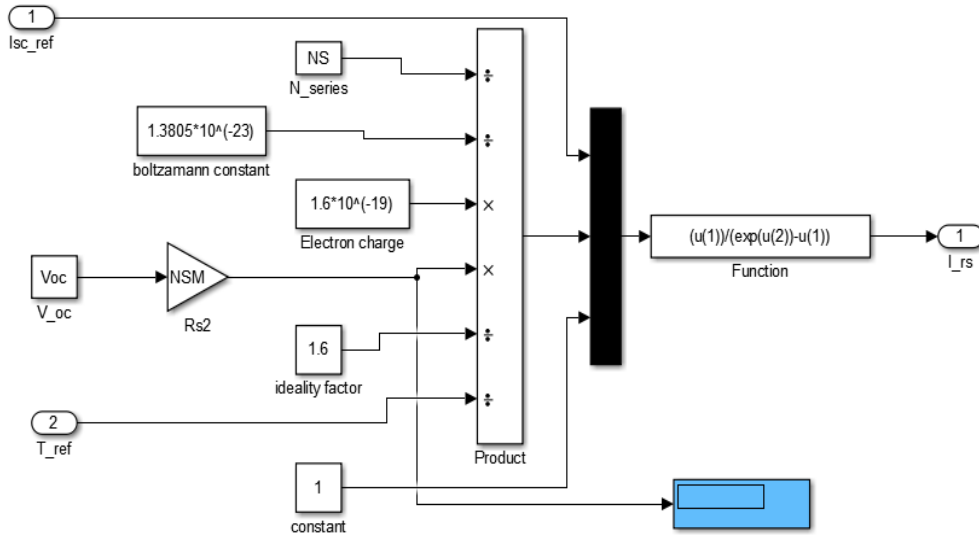 1
Isc_ref
NS
N_series
÷
1.3805*10^(-23)
boltzamann constant
÷
1.6*10^(-19)
Electron charge
×
(u(1))/(exp(u(2))-u(1))
Function
1
I_rs
Voc
V_oc
NSM
Rs2
×
1.6
ideality factor
÷
2
T_ref
÷
Product
1
constant